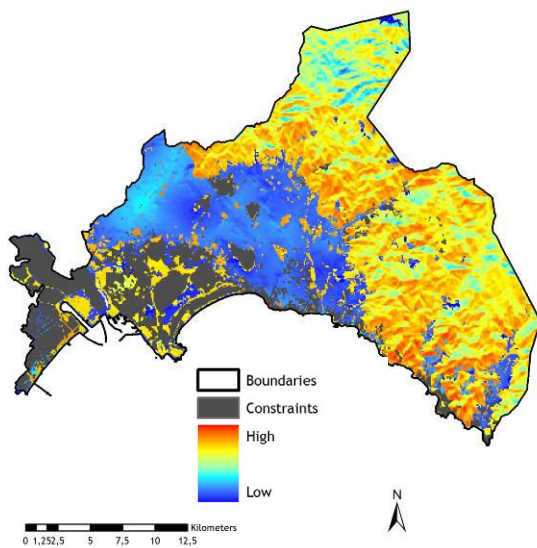 Boundaries
Constraints
High
Low
N
Kilometers
0 1,252,5 5 7,5 10 12,5